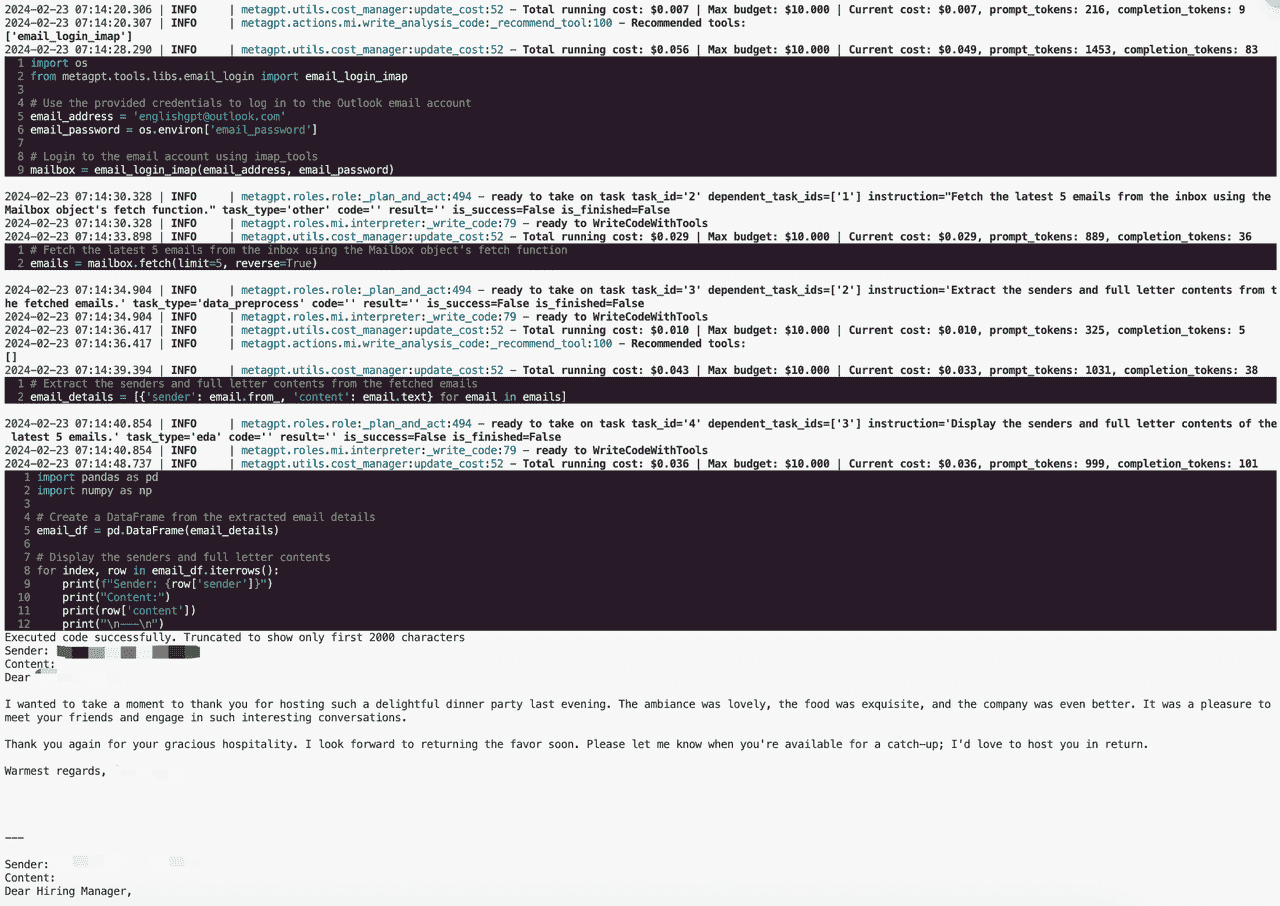 2024-02-23 07:14:20.306 | INFO     | metagpt.utils.cost_manager:update_cost:52 - Total running cost: $0.007 | Max budget: $10.000 | Current cost: $0.007, prompt_tokens: 216, completion_tokens: 9
2024-02-23 07:14:20.307 | INFO     | metagpt.actions.mi.write_analysis_code:_recommend_tool:100 - Recommended tools:
['email_login_imap']
2024-02-23 07:14:28.290 | INFO     | metagpt.utils.cost_manager:update_cost:52 - Total running cost: $0.056 | Max budget: $10.000 | Current cost: $0.049, prompt_tokens: 1453, completion_tokens: 83
1 import os
2 from metagpt.tools.libs.email_login import email_login_imap
3
4 # Use the provided credentials to log in to the Outlook email account
5 email_address = 'englishgpt@outlook.com'
6 email_password = os.environ['email_password']
7
8 # Login to the email account using imap_tools
9 mailbox = email_login_imap(email_address, email_password)
2024-02-23 07:14:30.328 | INFO     | metagpt.roles.role:_plan_and_act:494 - ready to take on task task_id='2' dependent_task_ids=['1'] instruction="Fetch the latest 5 emails from the inbox using the
Mailbox object's fetch function." task_type='other' code='' result='' is_success=False is_finished=False
2024-02-23 07:14:30.328 | INFO     | metagpt.roles.mi.interpreter:_write_code:79 - ready to WriteCodeWithTools
2024-02-23 07:14:33.898 | INFO     | metagpt.utils.cost_manager:update_cost:52 - Total running cost: $0.029 | Max budget: $10.000 | Current cost: $0.029, prompt_tokens: 889, completion_tokens: 36
1 # Fetch the latest 5 emails from the inbox using the Mailbox object's fetch function
2 emails = mailbox.fetch(limit=5, reverse=True)
2024-02-23 07:14:34.904 | INFO     | metagpt.roles.role:_plan_and_act:494 - ready to take on task task_id='3' dependent_task_ids=['2'] instruction='Extract the senders and full letter contents from t
he fetched emails.' task_type='data_preprocess' code='' result='' is_success=False is_finished=False
2024-02-23 07:14:34.904 | INFO     | metagpt.roles.mi.interpreter:_write_code:79 - ready to WriteCodeWithTools
2024-02-23 07:14:36.417 | INFO     | metagpt.utils.cost_manager:update_cost:52 - Total running cost: $0.010 | Max budget: $10.000 | Current cost: $0.010, prompt_tokens: 325, completion_tokens: 5
2024-02-23 07:14:36.417 | INFO     | metagpt.actions.mi.write_analysis_code:_recommend_tool:100 - Recommended tools:
[]
2024-02-23 07:14:39.394 | INFO     | metagpt.utils.cost_manager:update_cost:52 - Total running cost: $0.043 | Max budget: $10.000 | Current cost: $0.033, prompt_tokens: 1031, completion_tokens: 38
1 # Extract the senders and full letter contents from the fetched emails
2 email_details = [{'sender': email.from_, 'content': email.text} for email in emails]
2024-02-23 07:14:40.854 | INFO     | metagpt.roles.role:_plan_and_act:494 - ready to take on task task_id='4' dependent_task_ids=['3'] instruction='Display the senders and full letter contents of the
latest 5 emails.' task_type='eda' code='' result='' is_success=False is_finished=False
2024-02-23 07:14:40.854 | INFO     | metagpt.roles.mi.interpreter:_write_code:79 - ready to WriteCodeWithTools
2024-02-23 07:14:48.737 | INFO     | metagpt.utils.cost_manager:update_cost:52 - Total running cost: $0.036 | Max budget: $10.000 | Current cost: $0.036, prompt_tokens: 999, completion_tokens: 101
1 import pandas as pd
2 import numpy as np
3
4 # Create a DataFrame from the extracted email details
5 email_df = pd.DataFrame(email_details)
6
7 # Display the senders and full letter contents
8 for index, row in email_df.iterrows():
9     print(f"Sender: {row['sender']}")
10     print("Content:")
11     print(row['content'])
12     print("\n---\n")
Executed code successfully. Truncated to show only first 2000 characters
Sender:
Content:
Dear
I wanted to take a moment to thank you for hosting such a delightful dinner party last evening. The ambiance was lovely, the food was exquisite, and the company was even better. It was a pleasure to
meet your friends and engage in such interesting conversations.
Thank you again for your gracious hospitality. I look forward to returning the favor soon. Please let me know when you're available for a catch-up; I'd love to host you in return.
Warmest regards,
---
Sender:
Content:
Dear Hiring Manager,